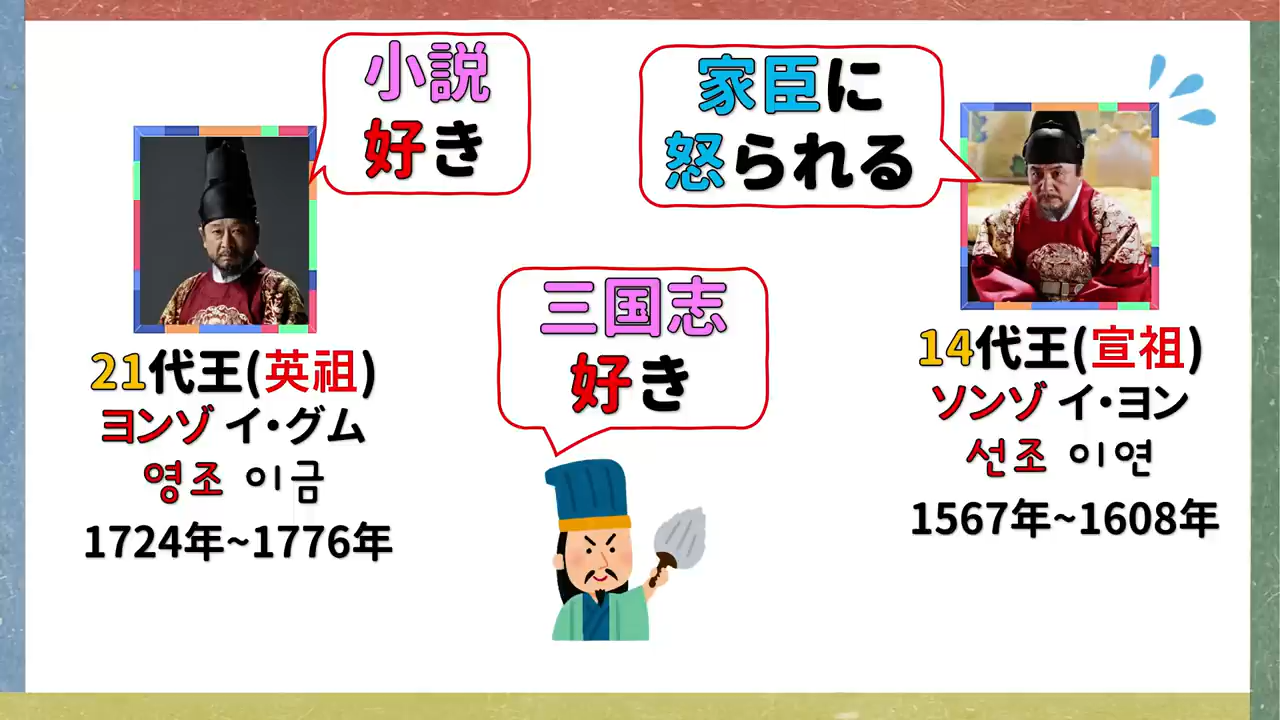 小説
好き
家臣に
怒られる
三国志
好き
21代王(英祖)
ヨンゾ イ・グム
영조 이금
1724年~1776年
14代王(宣祖)
ソンゾ イ・ヨン
선조 이연
1567年~1608年